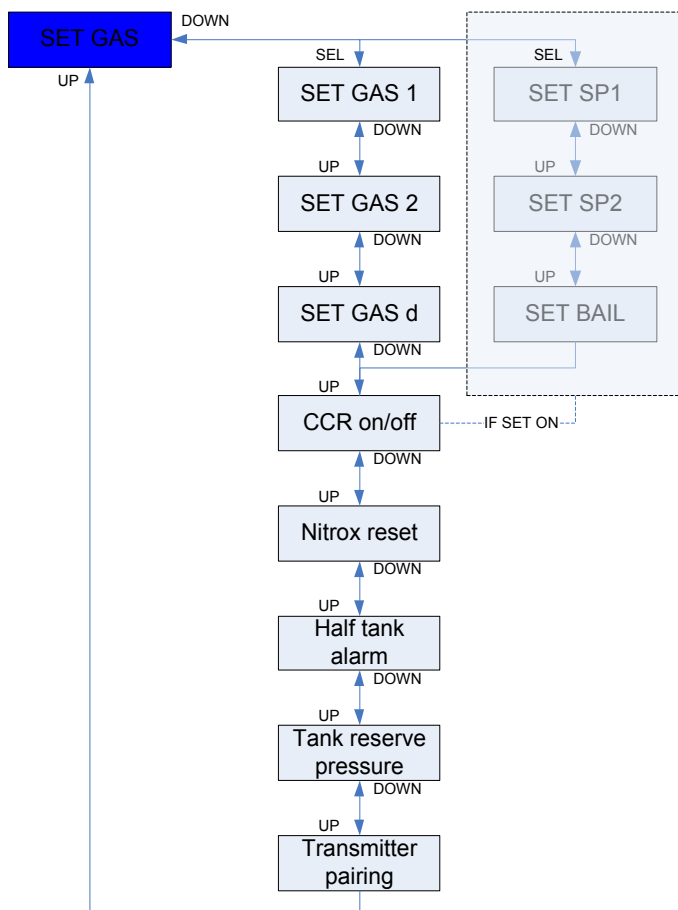 SET GAS
DOWN
UP
SEL
SEL
SET GAS 1
SET SP1
DOWN
DOWN
UP
UP
SET GAS 2
SET SP2
DOWN
DOWN
UP
UP
SET GAS d
SET BAIL
DOWN
UP
CCR on/off
IF SET ON
DOWN
UP
Nitrox reset
DOWN
UP
Half tank
alarm
DOWN
UP
Tank reserve
pressure
DOWN
UP
Transmitter
pairing